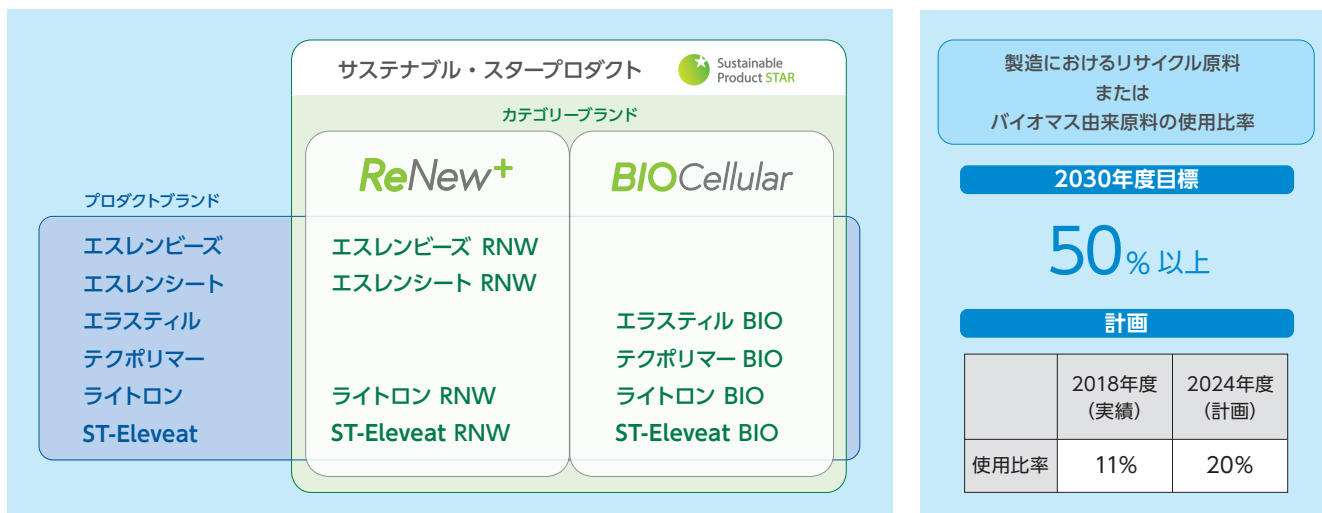 サステナブル・スタープロダクト
Sustainable
Product STAR
カテゴリーブランド
ReNew+
BIOCellular
プロダクトブランド
エスレンビーズ
エスレンビーズ RNW
エスレンシート
エスレンシート RNW
エラスティル
エラスティル BIO
テクポリマー
テクポリマー BIO
ライトロン
ライトロン RNW
ライトロン BIO
ST-Eleveat
ST-Eleveat RNW
ST-Eleveat BIO
製造におけるリサイクル原料
または
バイオマス由来原料の使用比率
2030年度目標
50% 以上
計画
2018年度
(実績)
2024年度
(計画)
使用比率
11%
20%